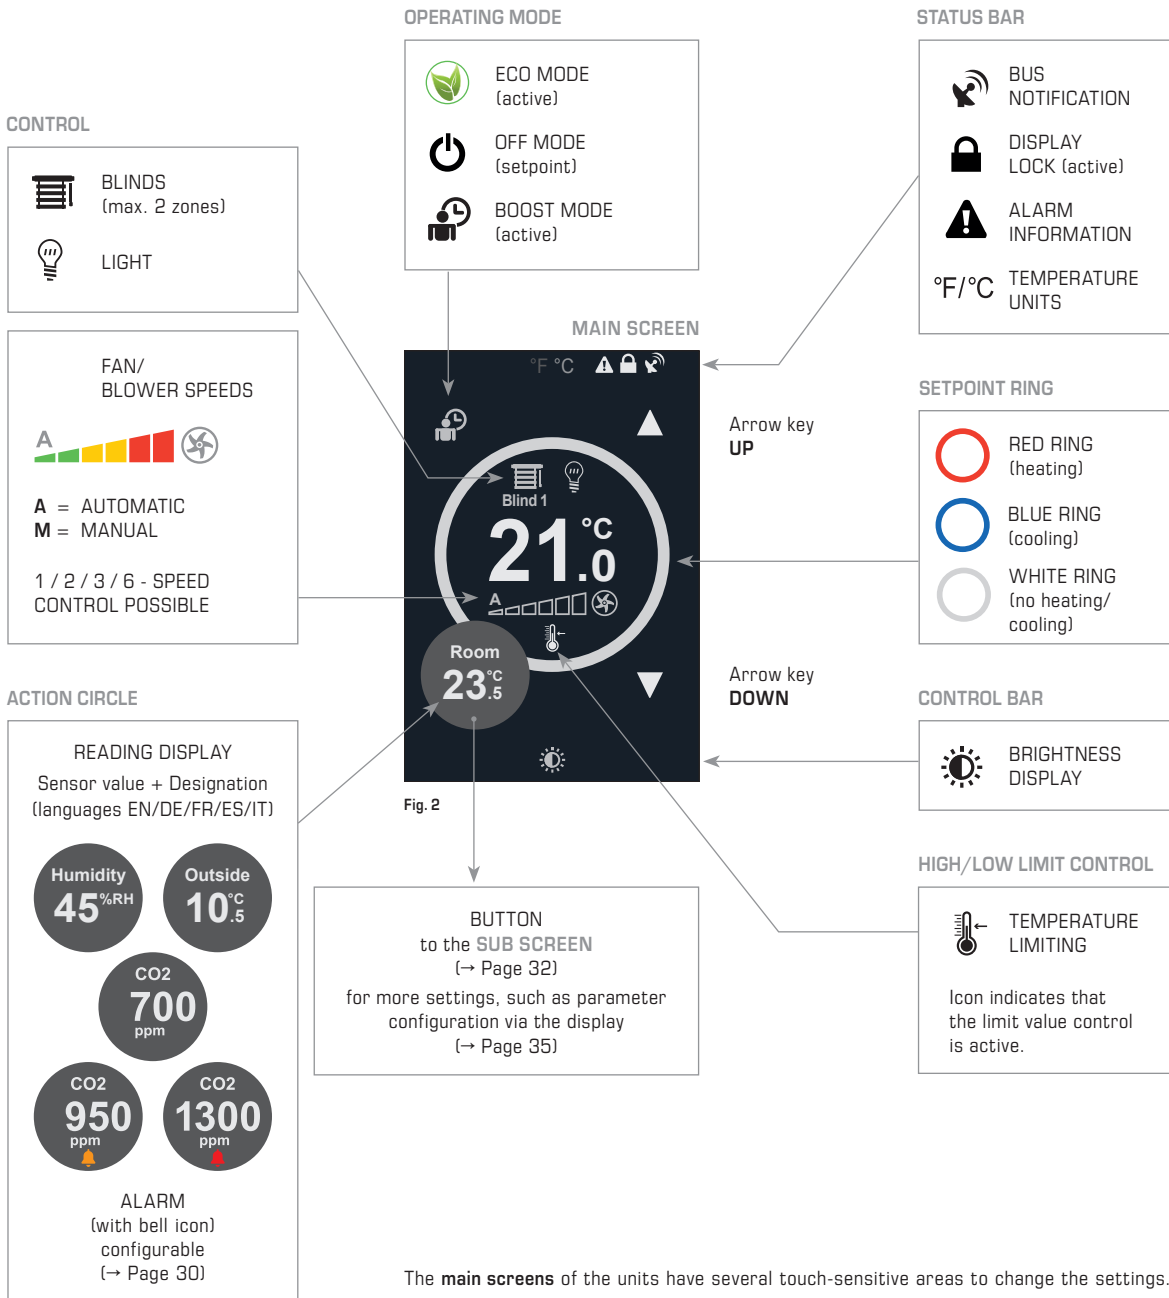 OPERATING MODE
ECO MODE
(active)
OFF MODE
(setpoint)
BOOST MODE
(active)
STATUS BAR
BUS
NOTIFICATION
DISPLAY
LOCK (active)
ALARM
INFORMATION
°F/°C TEMPERATURE
UNITS
CONTROL
BLINDS
(max. 2 zones)
LIGHT
FAN/
BLOWER SPEEDS
A
A = AUTOMATIC
M = MANUAL
1 / 2 / 3 / 6 - SPEED
CONTROL POSSIBLE
MAIN SCREEN
°F °C
Blind 1
21.0 °C
A
Room
23.5 °C
Fig. 2
Arrow key
UP
Arrow key
DOWN
SETPOINT RING
RED RING
(heating)
BLUE RING
(cooling)
WHITE RING
(no heating/
cooling)
CONTROL BAR
BRIGHTNESS
DISPLAY
ACTION CIRCLE
READING DISPLAY
Sensor value + Designation
(languages EN/DE/FR/ES/IT)
Humidity
45 %RH
Outside
10.5 °C
CO2
700
ppm
CO2
950
ppm
CO2
1300
ppm
ALARM
(with bell icon)
configurable
(→ Page 30)
BUTTON
to the SUB SCREEN
(→ Page 32)
for more settings, such as parameter
configuration via the display
(→ Page 35)
HIGH/LOW LIMIT CONTROL
TEMPERATURE
LIMITING
Icon indicates that
the limit value control
is active.
The main screens of the units have several touch-sensitive areas to change the settings.